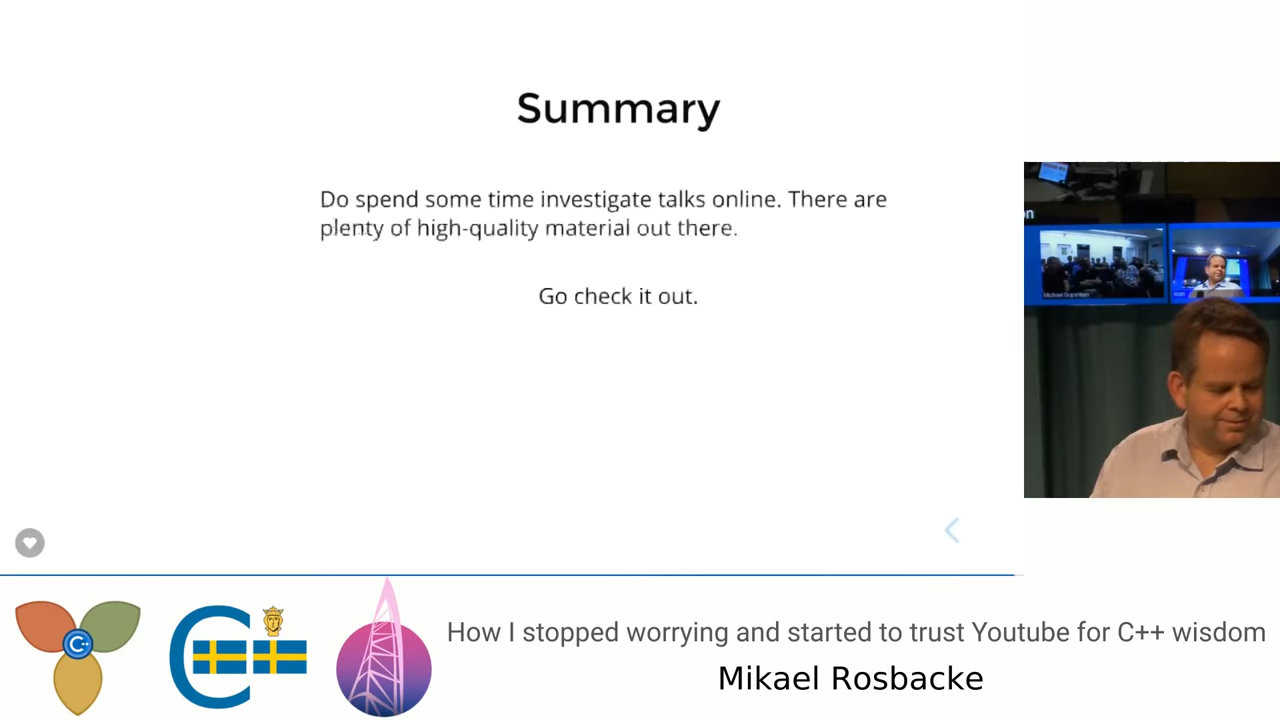 Summary
Do spend some time investigate talks online. There are
plenty of high-quality material out there.
Go check it out.
on
C++
C
How I stopped worrying and started to trust Youtube for C++ wisdom
Mikael Rosbacke